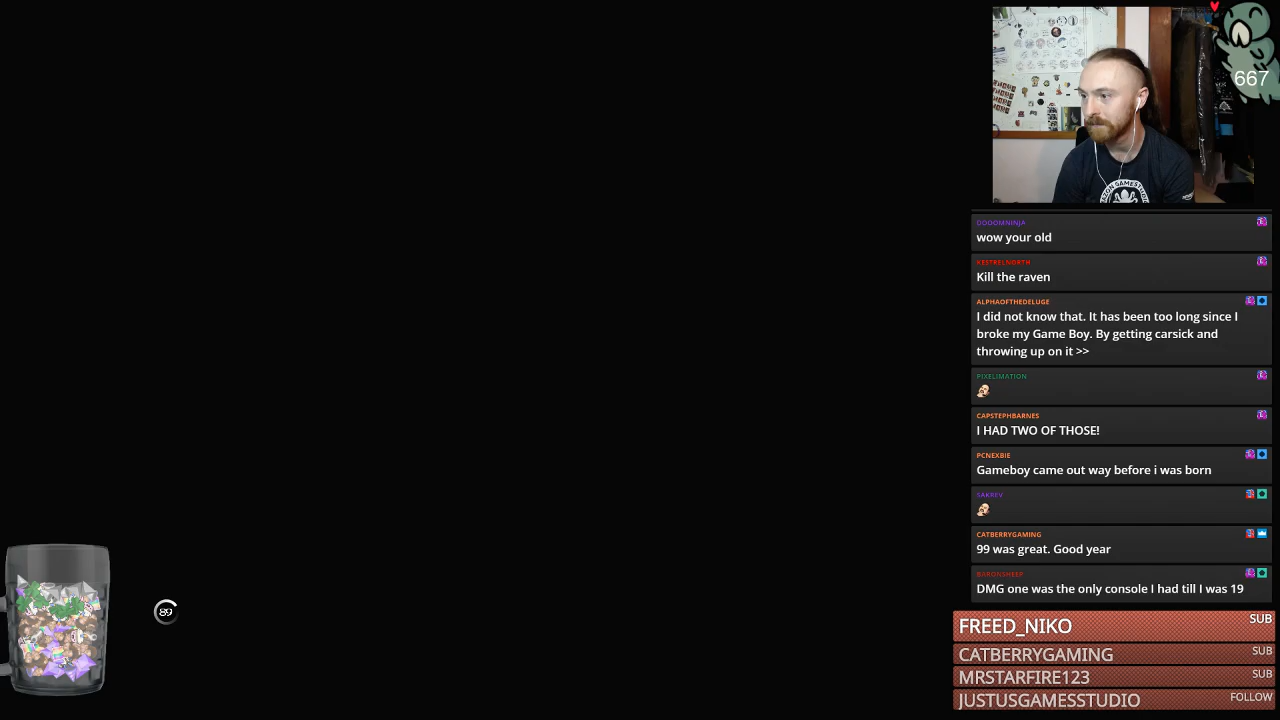 667
DOOOMNINJA
wow your old
KESTRELNORTH
Kill the raven
ALPHAOFTHEDELUGE
I did not know that. It has been too long since I
broke my Game Boy. By getting carsick and
throwing up on it >>
PIXELIMATION
CAPSTEPHBARNES
I HAD TWO OF THOSE!
PCNEXBIE
Gameboy came out way before i was born
SAKREV
CATBERRYGAMING
99 was great. Good year
BARONSHEEP
DMG one was the only console I had till I was 19
FREED_NIKO SUB
CATBERRYGAMING SUB
MRSTARFIRE123 SUB
JUSTUSGAMESSTUDIO FOLLOW
89